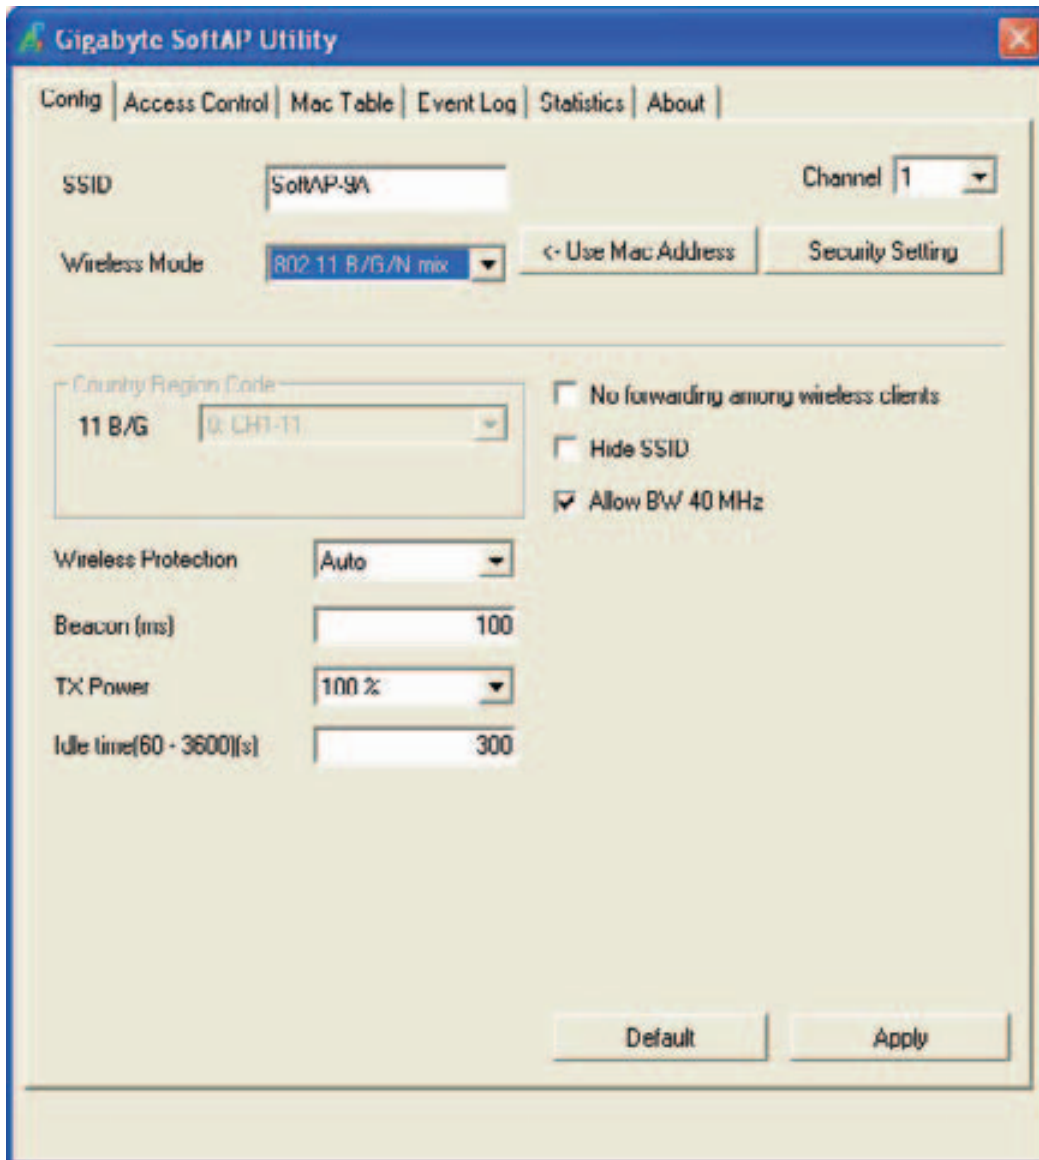 Gigabyte SoftAP Utility
Config Access Control Mac Table Event Log Statistics About
SSID SoftAP-9A Channel 1
Wireless Mode 802.11 B/G/N mix <- Use Mac Address Security Setting
Country Region Code
11 B/G 0: CH1-11
No forwarding among wireless clients
Hide SSID
Allow BW 40 MHz
Wireless Protection Auto
Beacon (ms) 100
TX Power 100 %
Idle time(60 - 3600)(s) 300
Default Apply